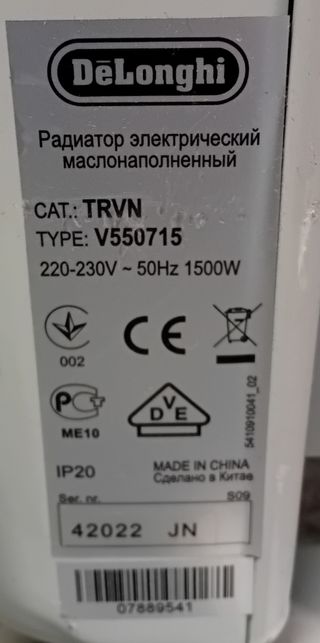 DēLonghi
Радиатор электрический
маслонаполненный
CAT.: TRVN
TYPE: V550715
220-230V ~ 50Hz 1500W
002
CE
PC
ME10
DVE
5410910041_02
IP20
MADE IN CHINA
Сделано в Китае
Ser. nr.
S09
42022 JN
07889541